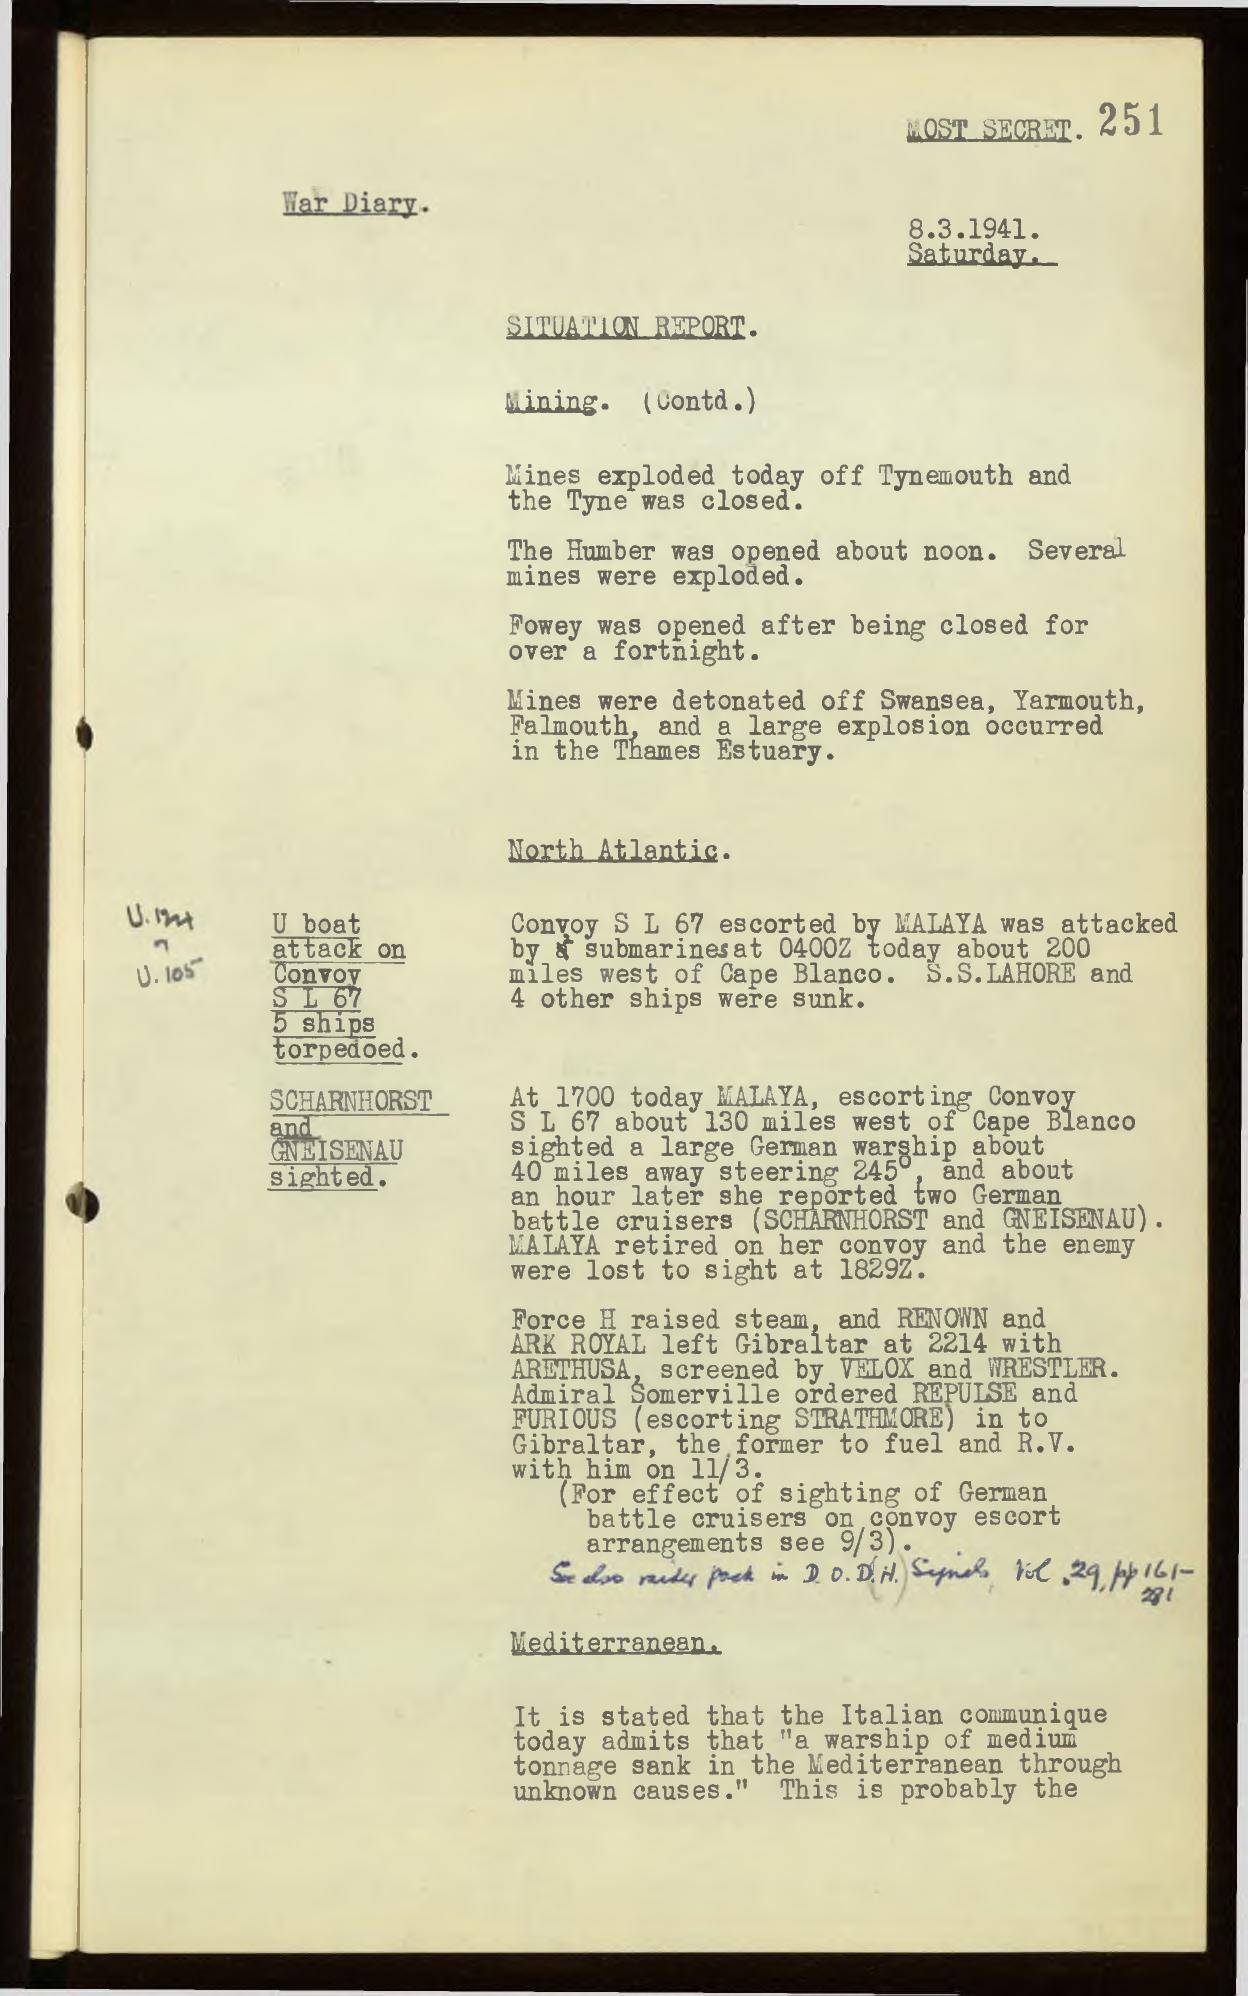 MOST SECRET. 251
War Diary.
8.3.1941.
Saturday.
SITUATION REPORT.
Mining. (Contd.)
Mines exploded today off Tynemouth and
the Tyne was closed.
The Humber was opened about noon. Several
mines were exploded.
Fowey was opened after being closed for
over a fortnight.
Mines were detonated off Swansea, Yarmouth,
Falmouth, and a large explosion occurred
in the Thames Estuary.
North Atlantic.
U.124
?
U.105
U boat
attack on
Convoy
S L 67
5 ships
torpedoed.
Convoy S L 67 escorted by MALAYA was attacked
by submarines at 0400Z today about 200
miles west of Cape Blanco. S.S.LAHORE and
4 other ships were sunk.
SCHARNHORST
and
GNEISENAU
sighted.
At 1700 today MALAYA, escorting Convoy
S L 67 about 130 miles west of Cape Blanco
sighted a large German warship about
40 miles away steering 245°, and about
an hour later she reported two German
battle cruisers (SCHARNHORST and GNEISENAU).
MALAYA retired on her convoy and the enemy
were lost to sight at 1829Z.
Force H raised steam, and RENOWN and
ARK ROYAL left Gibraltar at 2214 with
ARETHUSA, screened by VELOX and WRESTLER.
Admiral Somerville ordered REPULSE and
FURIOUS (escorting STRATHMORE) in to
Gibraltar, the former to fuel and R.V.
with him on 11/3.
(For effect of sighting of German
battle cruisers on convoy escort
arrangements see 9/3).
See also raider pack in D.O.D.(H.) Signals, Vol .29, pp 161-
281
Mediterranean.
It is stated that the Italian communique
today admits that "a warship of medium
tonnage sank in the Mediterranean through
unknown causes." This is probably the